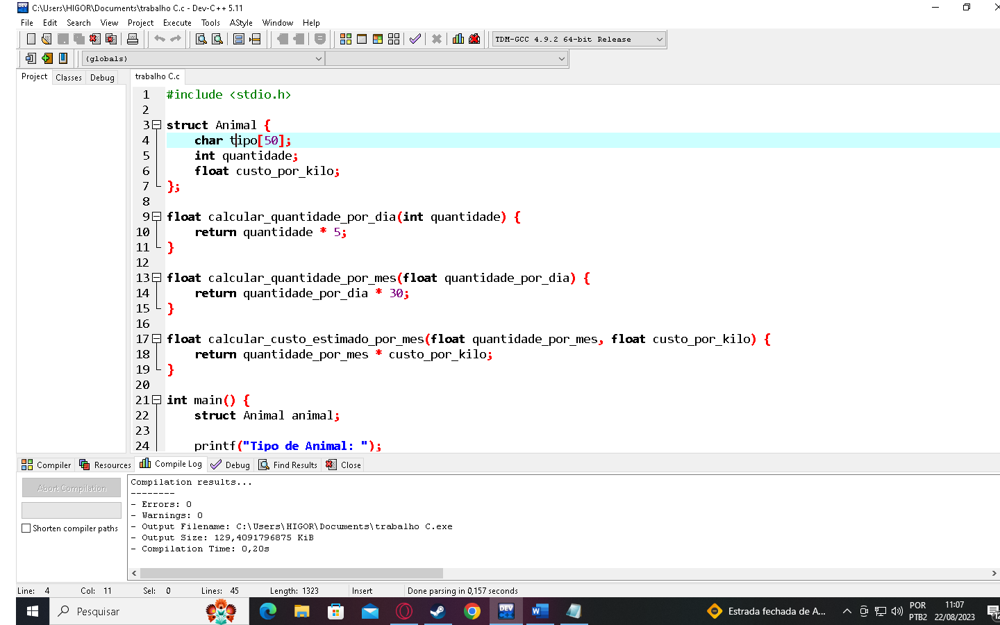 C:\Users\HIGOR\Documents\trabalho C.c - Dev-C++ 5.11
File Edit Search View Project Execute Tools AStyle Window Help
TDM-GCC 4.9.2 64-bit Release
(globals)
Project Classes Debug
trabalho C.c
1 #include <stdio.h>
2
3 struct Animal {
4 char tipo[50];
5 int quantidade;
6 float custo_por_kilo;
7 };
8
9 float calcular_quantidade_por_dia(int quantidade) {
10 return quantidade * 5;
11 }
12
13 float calcular_quantidade_por_mes(float quantidade_por_dia) {
14 return quantidade_por_dia * 30;
15 }
16
17 float calcular_custo_estimado_por_mes(float quantidade_por_mes, float custo_por_kilo) {
18 return quantidade_por_mes * custo_por_kilo;
19 }
20
21 int main() {
22 struct Animal animal;
23
24 printf("Tipo de Animal: ");
Compiler Resources Compile Log Debug Find Results Close
Abort Compilation
Shorten compiler paths
Compilation results...
--------
- Errors: 0
- Warnings: 0
- Output Filename: C:\Users\HIGOR\Documents\trabalho C.exe
- Output Size: 129,4091796875 KiB
- Compilation Time: 0,20s
Line: 4 Col: 11 Sel: 0 Lines: 45 Length: 1323 Insert Done parsing in 0,157 seconds
Pesquisar
DEV
W
Estrada fechada de A...
POR
PTB2
11:07
22/08/2023